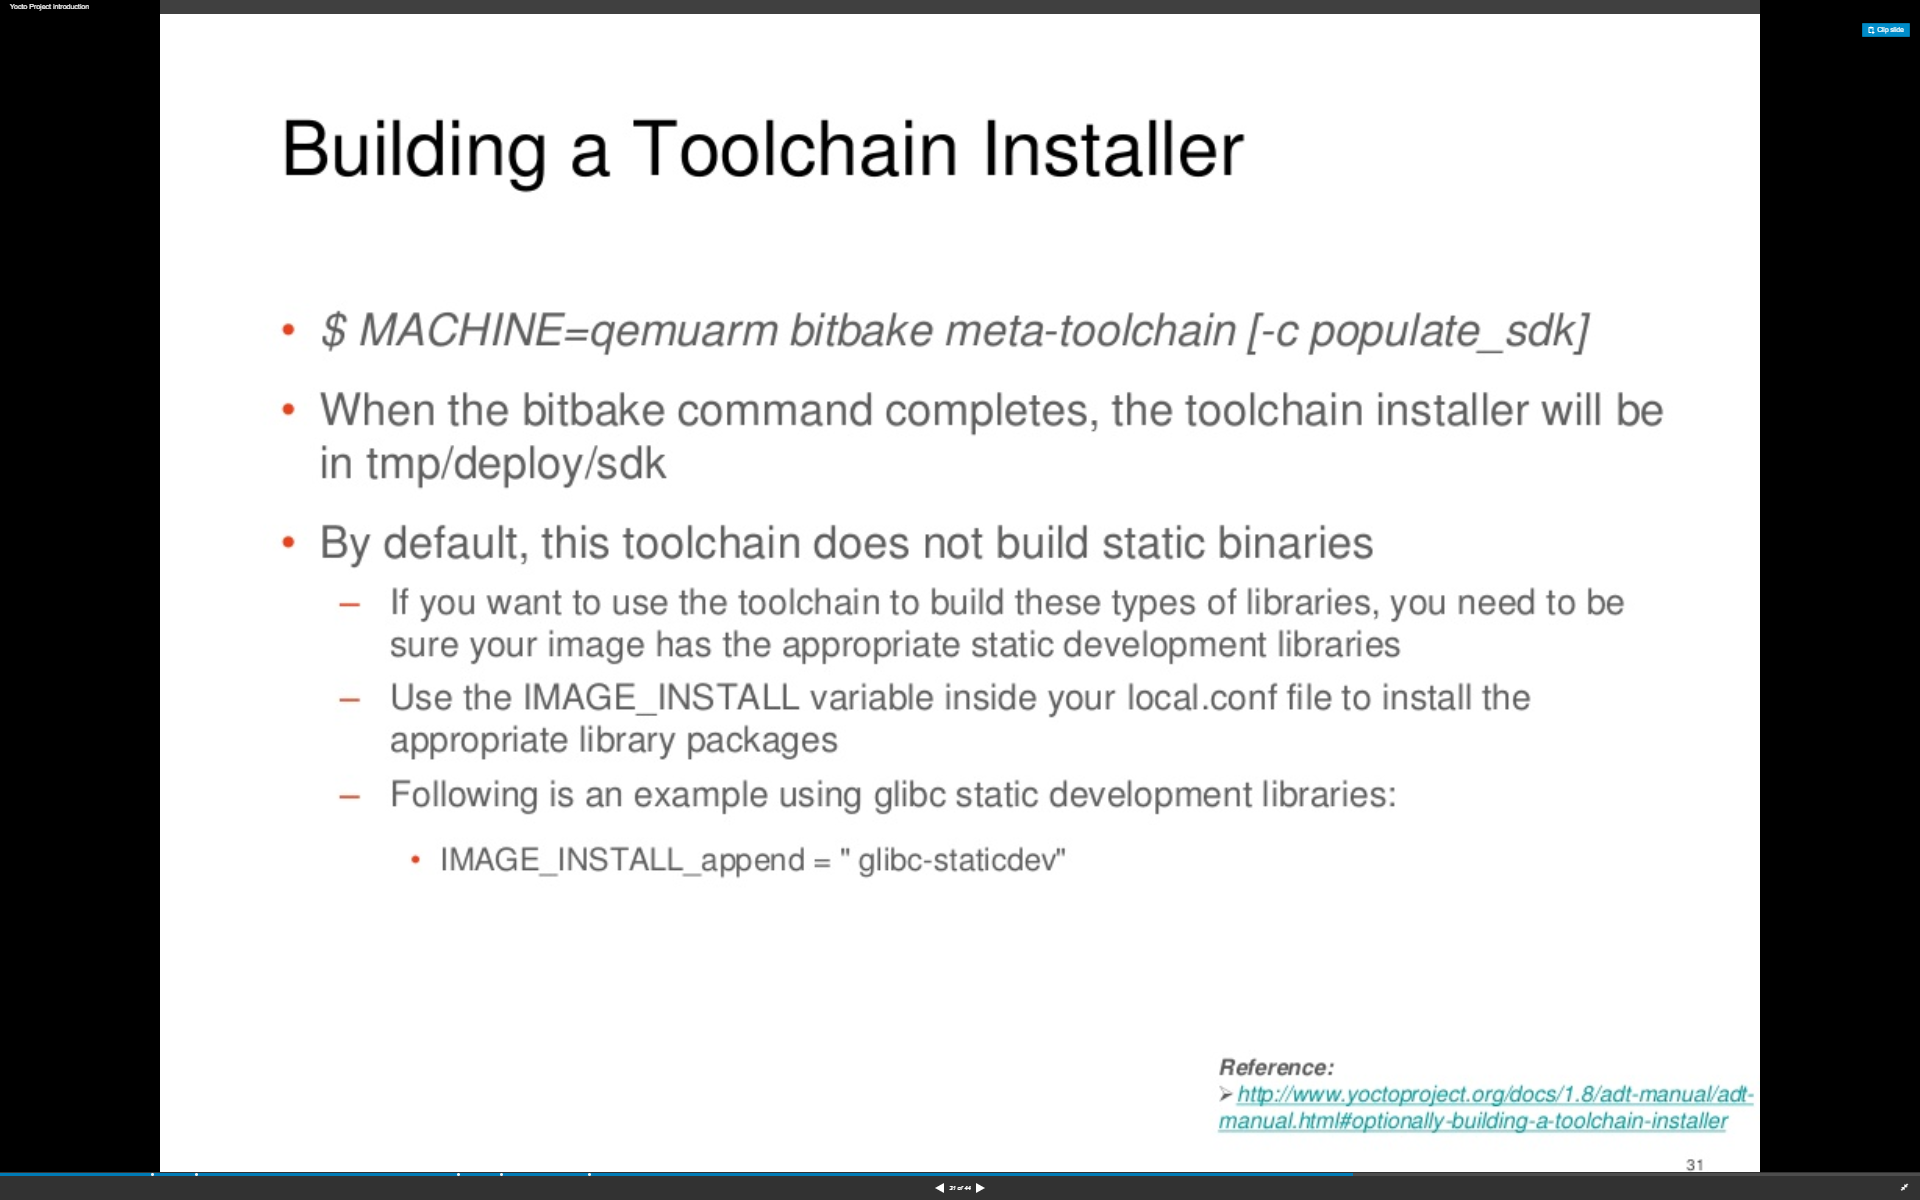 Yocto Project introduction
Clip slide
Building a Toolchain Installer
• $ MACHINE=qemuarm bitbake meta-toolchain [-c populate_sdk]
• When the bitbake command completes, the toolchain installer will be
in tmp/deploy/sdk
• By default, this toolchain does not build static binaries
– If you want to use the toolchain to build these types of libraries, you need to be
sure your image has the appropriate static development libraries
– Use the IMAGE_INSTALL variable inside your local.conf file to install the
appropriate library packages
– Following is an example using glibc static development libraries:
• IMAGE_INSTALL_append = " glibc-staticdev"
Reference:
➢ http://www.yoctoproject.org/docs/1.8/adt-manual/adt-
manual.html#optionally-building-a-toolchain-installer
31
31 of 44